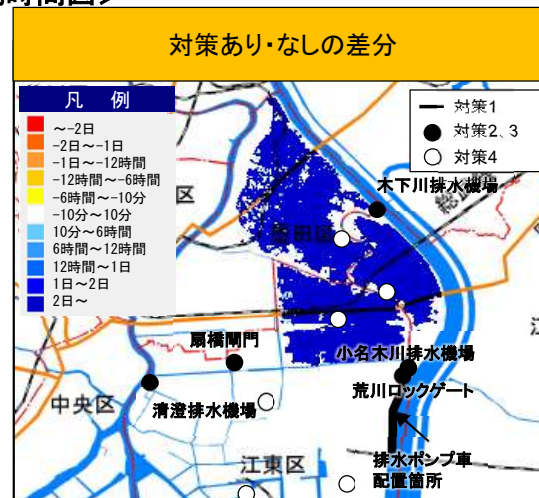 対策あり・なしの差分
凡 例
～-2日
-2日～-1日
-1日～-12時間
-12時間～-6時間
-6時間～-10分
-10分～10分
10分～6時間
6時間～12時間
12時間～1日
1日～2日
2日～
対策1
対策2、3
対策4
区
木下川排水機場
墨田区
扇橋閘門
小名木川排水機場
荒川ロックゲート
中央区
清澄排水機場
江東区
排水ポンプ車
配置箇所
江